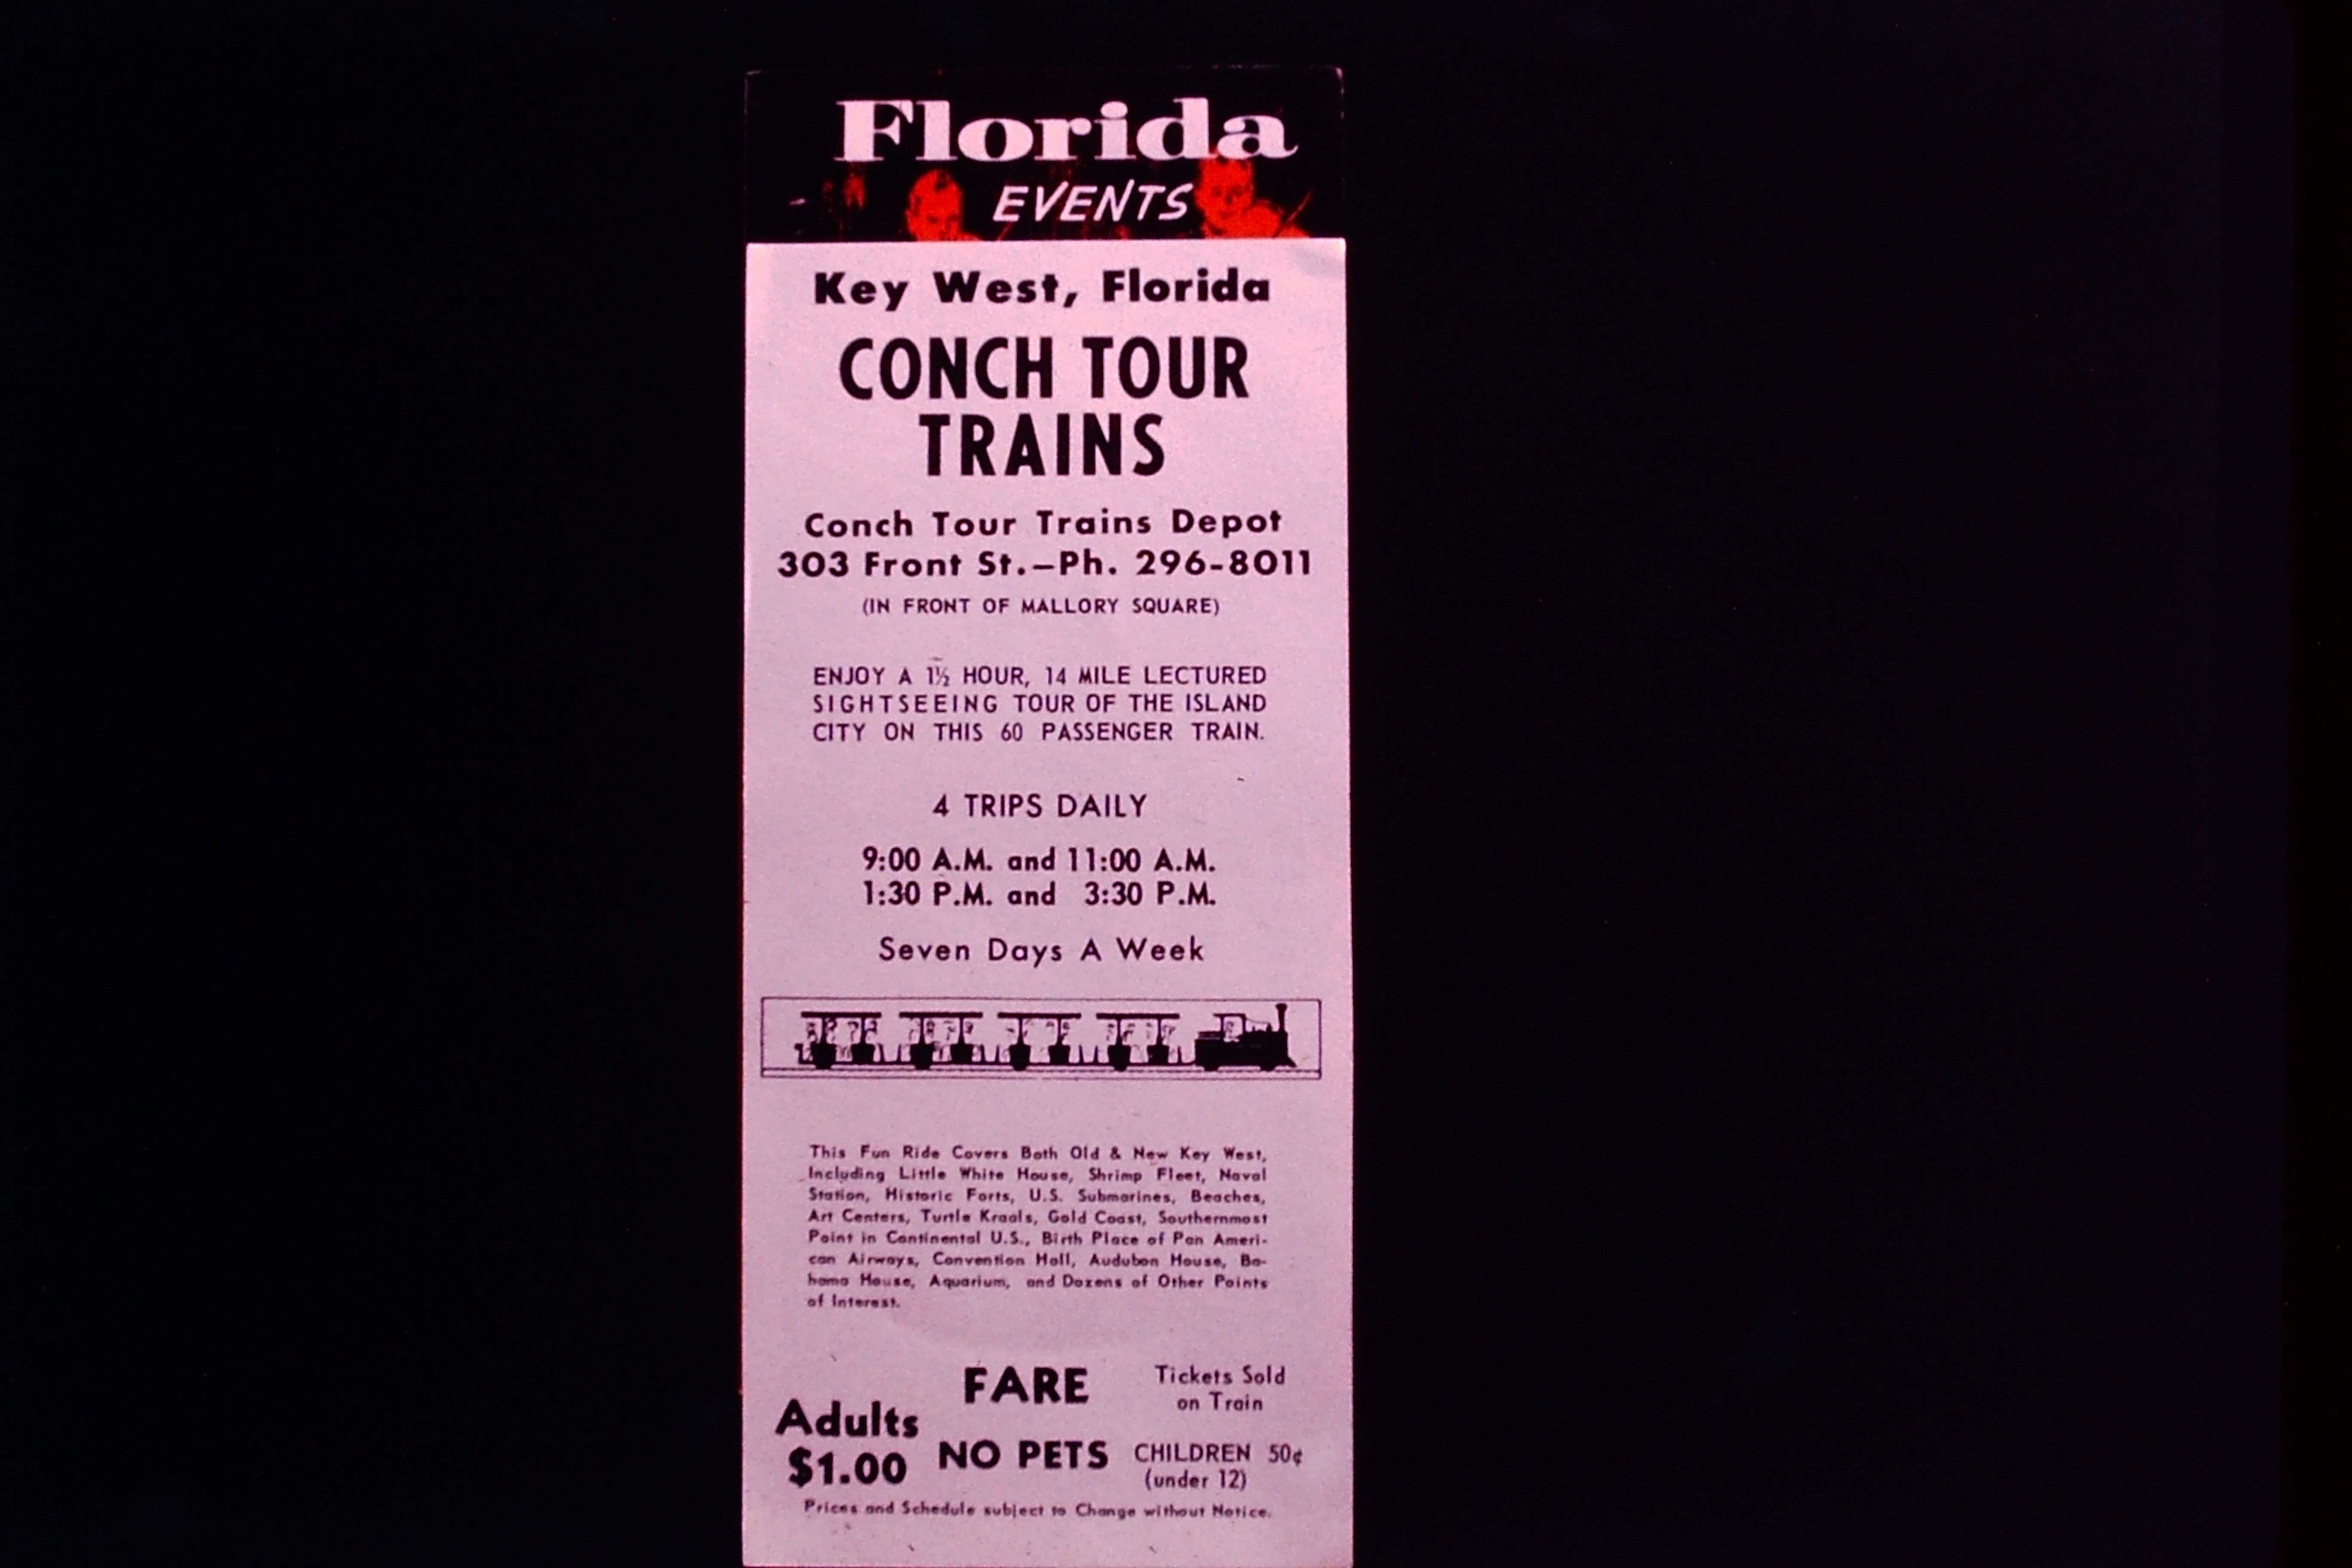 Florida
EVENTS
Key West, Florida
CONCH TOUR
TRAINS
Conch Tour Trains Depot
303 Front St.—Ph. 296-8011
(IN FRONT OF MALLORY SQUARE)
ENJOY A 1½ HOUR, 14 MILE LECTURED
SIGHTSEEING TOUR OF THE ISLAND
CITY ON THIS 60 PASSENGER TRAIN.
4 TRIPS DAILY
9:00 A.M. and 11:00 A.M.
1:30 P.M. and 3:30 P.M.
Seven Days A Week
This Fun Ride Covers Both Old & New Key West,
Including Little White House, Shrimp Fleet, Naval
Station, Historic Forts, U.S. Submarines, Beaches,
Art Centers, Turtle Kraals, Gold Coast, Southernmost
Point in Continental U.S., Birth Place of Pan Ameri-
can Airways, Convention Hall, Audubon House, Ba-
hama House, Aquarium, and Dozens of Other Points
of Interest.
FARE
Tickets Sold
on Train
Adults
$1.00
NO PETS
CHILDREN 50¢
(under 12)
Prices and Schedule subject to Change without Notice.